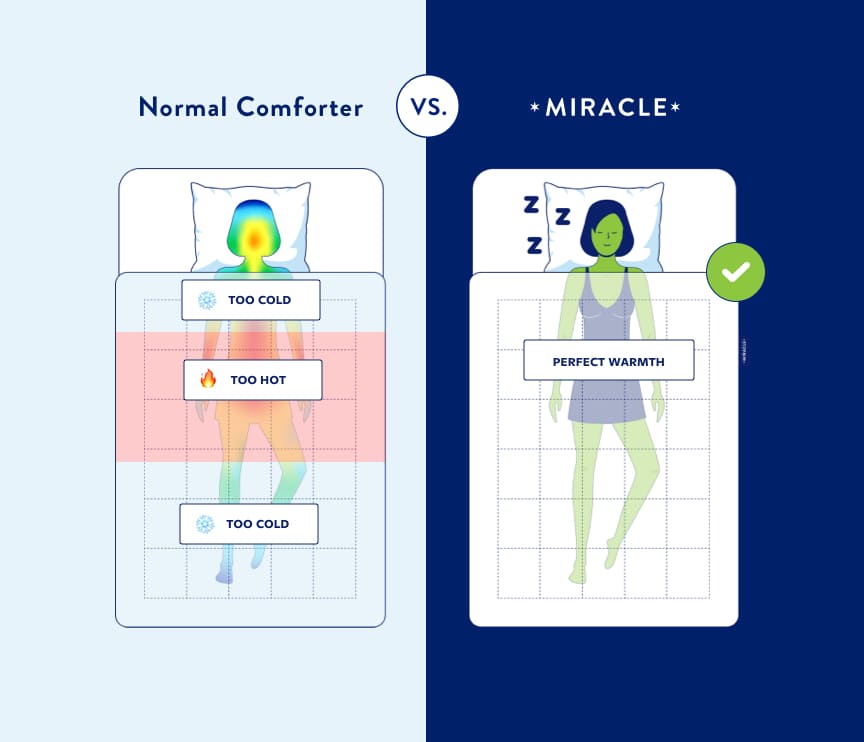 Normal Comforter
VS.
*MIRACLE*
Z
Z
Z
TOO COLD
TOO HOT
PERFECT WARMTH
TOO COLD